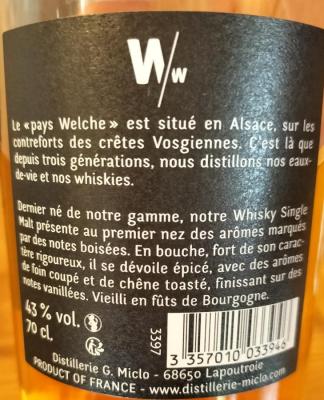 W/w
Le «pays Welche» est situé en Alsace, sur les
contreforts des crêtes Vosgiennes. C'est là que
depuis trois générations, nous distillons nos eaux-
de-vie et nos whiskies.
Dernier né de notre gamme, notre Whisky Single
Malt présente au premier nez des arômes marqués
par des notes boisées. En bouche, fort de son carac-
tère rigoureux, il se dévoile épicé, avec des arômes
de foin coupé et de chêne toasté, finissant sur des
notes vanillées. Vieilli en fûts de Bourgogne.
43 % vol.
70 cl.
33597
3 357010 033946
Distillerie G. Miclo - 68650 Lapoutroie
PRODUCT OF FRANCE - www.distillerie-miclo.com